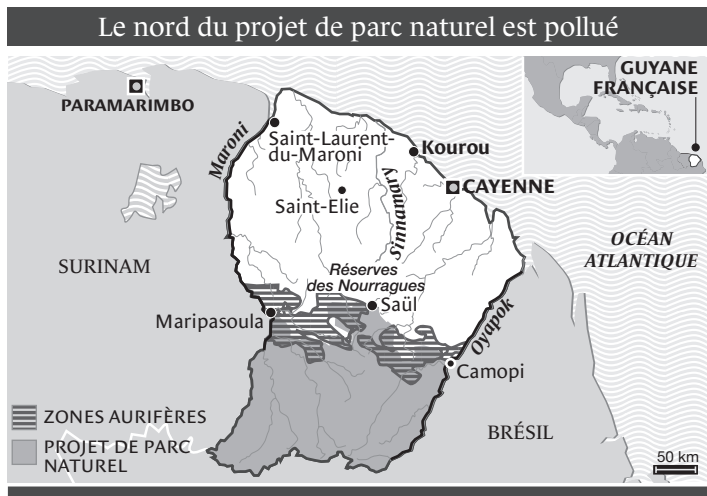 Le nord du projet de parc naturel est pollué
GUYANE
FRANÇAISE
PARAMARIMBO
Maroni
Saint-Laurent-
du-Maroni
Kourou
CAYENNE
Saint-Elie
Sinnamary
OCÉAN
ATLANTIQUE
SURINAM
Réserves
des Nourragues
Saül
Maripasoula
Oyapok
Camopi
ZONES AURIFÈRES
PROJET DE PARC
NATUREL
BRÉSIL
50 km